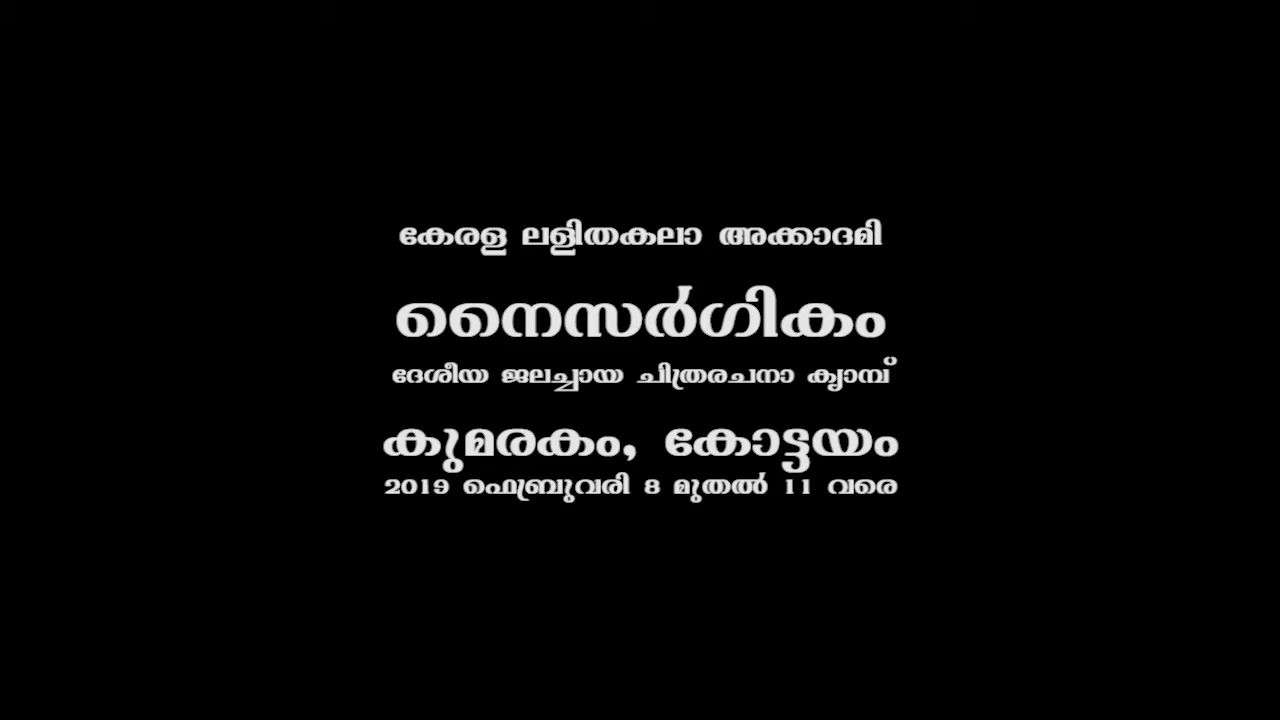 കേരള ലളിതകലാ അക്കാദമി
നൈസർഗികം
ദേശീയ ജലച്ചായ ചിത്രരചനാ ക്യാമ്പ്
കുമരകം, കോട്ടയം
2019 ഫെബ്രുവരി 8 മുതൽ 11 വരെ